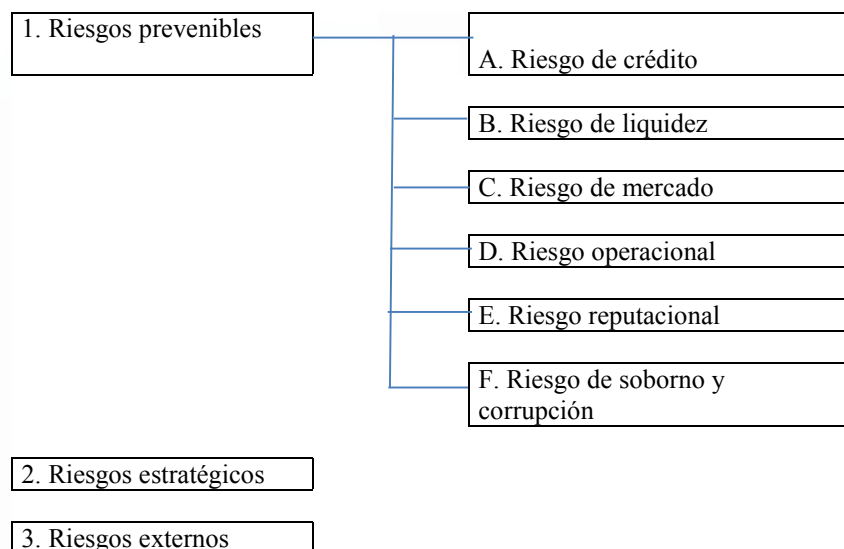 1. Riesgos prevenibles
A. Riesgo de crédito
B. Riesgo de liquidez
C. Riesgo de mercado
D. Riesgo operacional
E. Riesgo reputacional
F. Riesgo de soborno y
corrupción
2. Riesgos estratégicos
3. Riesgos externos